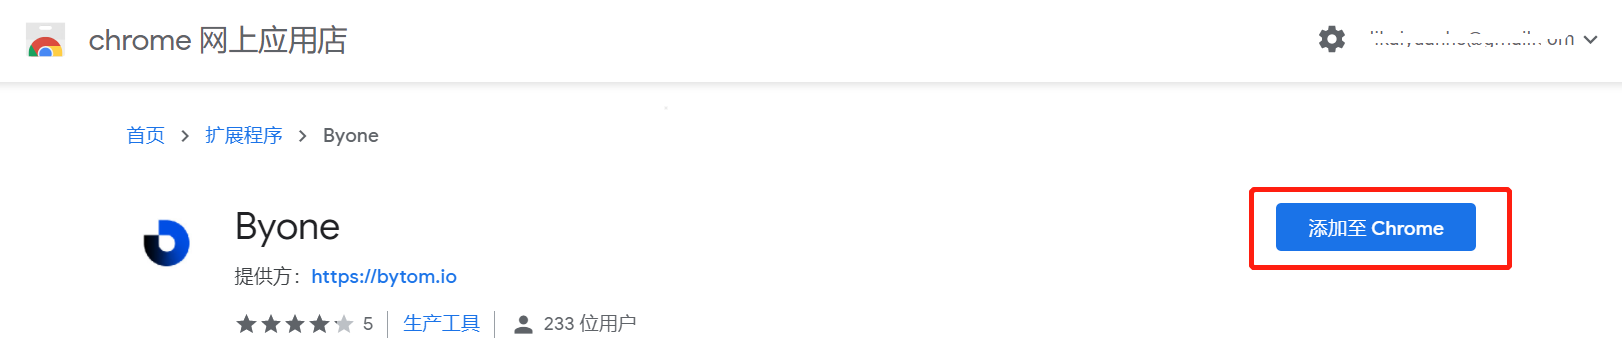 chrome 网上应用店
首页 > 扩展程序 > Byone
Byone
添加至 Chrome
提供方：https://bytom.io
5 生产工具 233 位用户